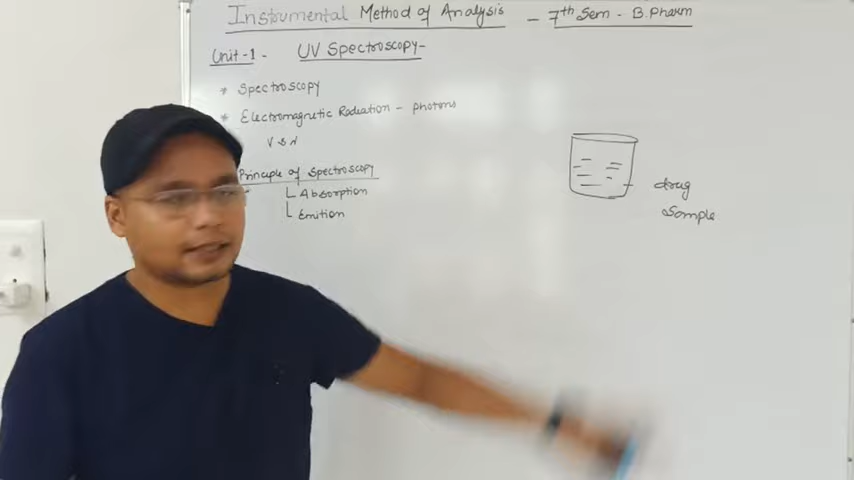 Instrumental Method of Analysis - 7th Sem - B.Pharm
Unit-1 - UV Spectroscopy-
* Spectroscopy
* Electromagnetic Radiation - photons
Principle of Spectroscopy
Absorption
Emition
drug
Sample